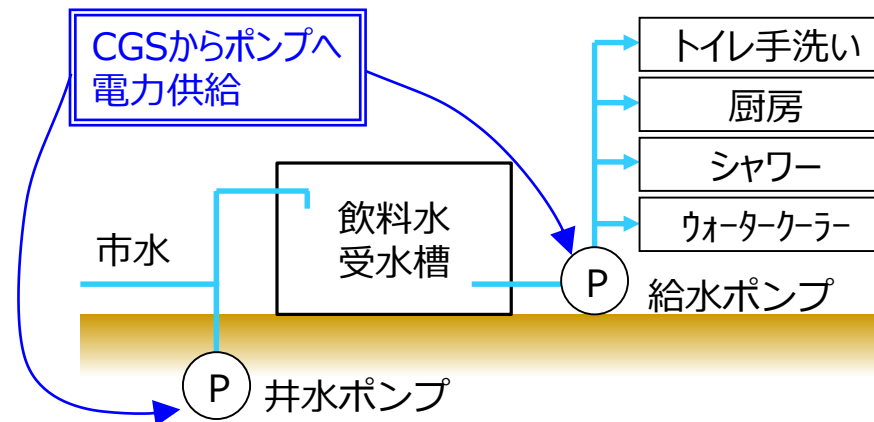 CGSからポンプへ
電力供給
トイレ手洗い
厨房
シャワー
ｳｫｰﾀｰｸｰﾗｰ
飲料水
受水槽
市水
P
給水ポンプ
P
井水ポンプ